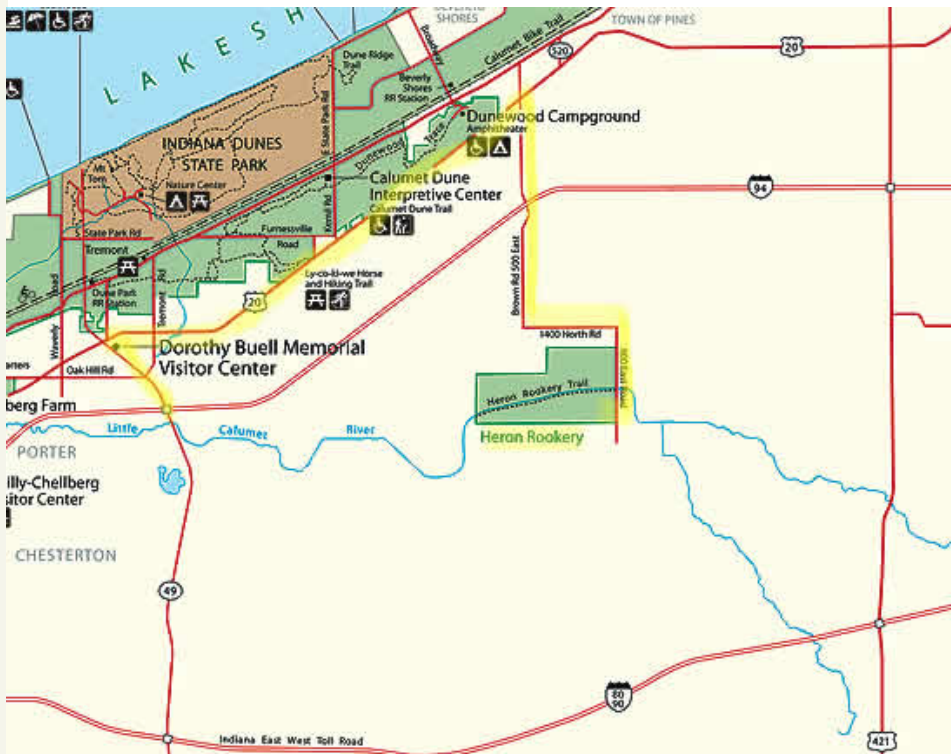 BEVERLY
SHORES
TOWN OF PINES
LAKESH
Broadway
Calumet Bike Trail
520
20
Dune Ridge
Trail
Beverly
Shores
RR Station
E State Park Rd
Dunewood Campground
Amphitheater
INDIANA DUNES
STATE PARK
Dunewood
Trace
Mt
Tom
Nature Center
Calumet Dune
Interpretive Center
Calumet Dune Trail
94
Kemil Rd
S State Park Rd
Furnessville
Road
Tremont
Ly-co-ki-we Horse
and Hiking Trail
Brown Rd 500 East
Dune Park
RR Station
Tremont Rd
20
Waverly Road
1400 North Rd
Dorothy Buell Memorial
Visitor Center
arters
Oak Hill Rd
600 East Road
Heron Rookery Trail
berg Farm
Little Calumet River
Heron Rookery
PORTER
illy-Chellberg
sitor Center
CHESTERTON
49
80
90
Indiana East West Toll Road
421